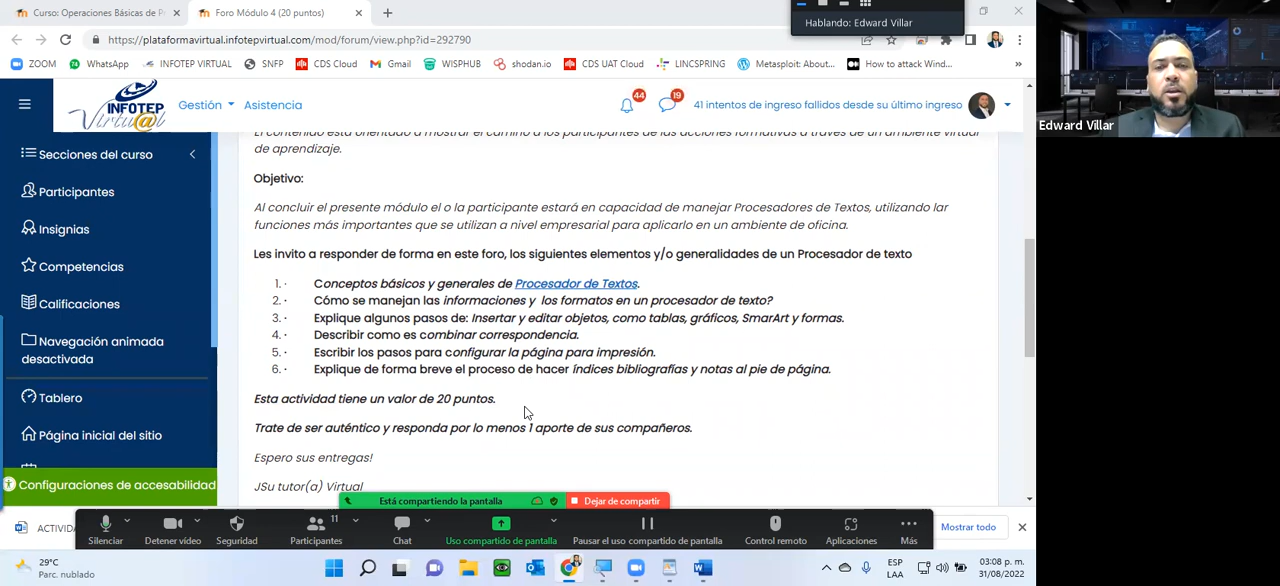 Curso: Operaciones Básicas de P
Foro Módulo 4 (20 puntos)
Hablando: Edward Villar
https://plataformavirtual.infotepvirtual.com/mod/forum/view.php?id=292790
ZOOM
WhatsApp
INFOTEP VIRTUAL
SNFP
CDS Cloud
Gmail
WISPHUB
shodan.io
CDS UAT Cloud
LINCSPRING
Metasploit: About...
How to attack Wind...
»
INFOTEP
Virtu@l
Gestión
Asistencia
44
19
41 intentos de ingreso fallidos desde su último ingreso
Edward Villar
Secciones del curso
Participantes
Insignias
Competencias
Calificaciones
Navegación animada
desactivada
Tablero
Página inicial del sitio
Configuraciones de accesabilidad
El contenido está orientado a mostrar el camino a los participantes de las acciones formativas a través de un ambiente virtual
de aprendizaje.
Objetivo:
Al concluir el presente módulo el o la participante estará en capacidad de manejar Procesadores de Textos, utilizando lar
funciones más importantes que se utilizan a nivel empresarial para aplicarlo en un ambiente de oficina.
Les invito a responder de forma en este foro, los siguientes elementos y/o generalidades de un Procesador de texto
1. · Conceptos básicos y generales de Procesador de Textos.
2. · Cómo se manejan las informaciones y los formatos en un procesador de texto?
3. · Explique algunos pasos de: Insertar y editar objetos, como tablas, gráficos, SmarArt y formas.
4. · Describir como es combinar correspondencia.
5. · Escribir los pasos para configurar la página para impresión.
6. · Explique de forma breve el proceso de hacer índices bibliografías y notas al pie de página.
Esta actividad tiene un valor de 20 puntos.
Trate de ser auténtico y responda por lo menos 1 aporte de sus compañeros.
Espero sus entregas!
JSu tutor(a) Virtual
Está compartiendo la pantalla
Dejar de compartir
ACTIVIDA
Silenciar
Detener video
Seguridad
Participantes
11
Chat
Uso compartido de pantalla
Pausar el uso compartido de pantalla
Control remoto
Aplicaciones
Más
Mostrar todo
29°C
Parc. nublado
ESP
LAA
03:08 p. m.
31/08/2022